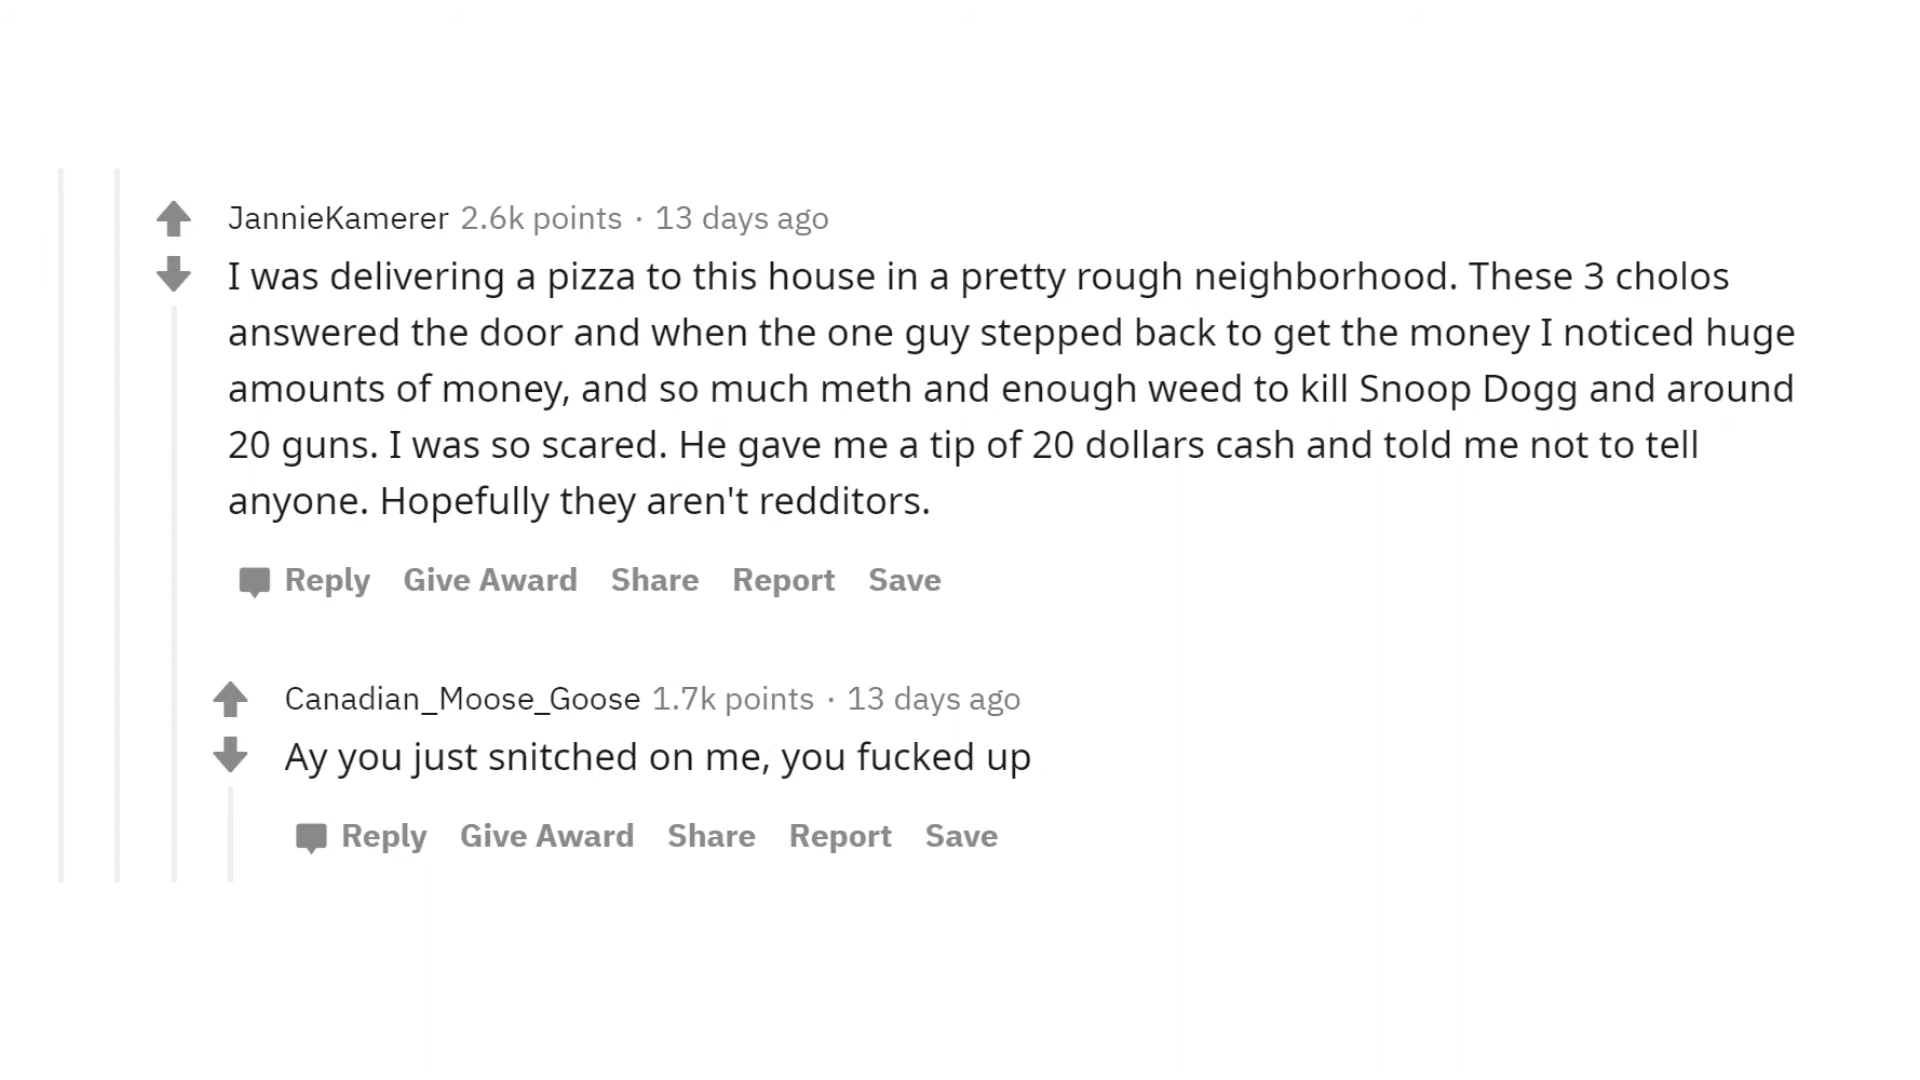 JannieKamerer 2.6k points · 13 days ago
I was delivering a pizza to this house in a pretty rough neighborhood. These 3 cholos
answered the door and when the one guy stepped back to get the money I noticed huge
amounts of money, and so much meth and enough weed to kill Snoop Dogg and around
20 guns. I was so scared. He gave me a tip of 20 dollars cash and told me not to tell
anyone. Hopefully they aren't redditors.
Reply Give Award Share Report Save
Canadian_Moose_Goose 1.7k points · 13 days ago
Ay you just snitched on me, you fucked up
Reply Give Award Share Report Save